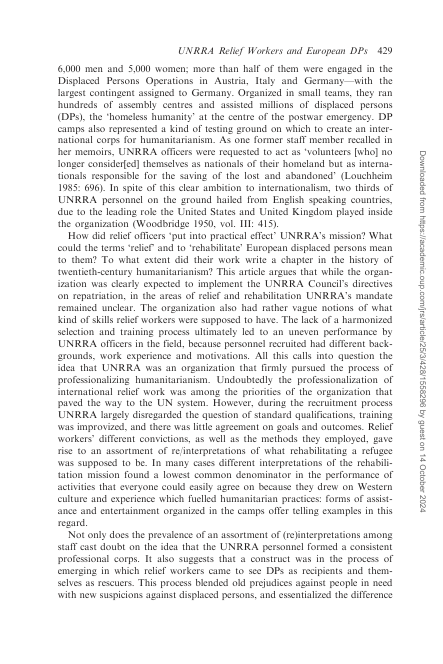 UNRRA Relief Workers and European DPs 429
6,000 men and 5,000 women; more than half of them were engaged in the
Displaced Persons Operations in Austria, Italy and Germany—with the
largest contingent assigned to Germany. Organized in small teams, they ran
hundreds of assembly centres and assisted millions of displaced persons
(DPs), the 'homeless humanity' at the centre of the postwar emergency. DP
camps also represented a kind of testing ground on which to create an inter-
national corps for humanitarianism. As one former staff member recalled in
her memoirs, UNRRA officers were requested to act as 'volunteers [who] no
longer consider[ed] themselves as nationals of their homeland but as interna-
tionals responsible for the saving of the lost and abandoned' (Louchheim
1985: 696). In spite of this clear ambition to internationalism, two thirds of
UNRRA personnel on the ground hailed from English speaking countries,
due to the leading role the United States and United Kingdom played inside
the organization (Woodbridge 1950, vol. III: 415).
How did relief officers 'put into practical effect' UNRRA's mission? What
could the terms 'relief' and to 'rehabilitate' European displaced persons mean
to them? To what extent did their work write a chapter in the history of
twentieth-century humanitarianism? This article argues that while the organ-
ization was clearly expected to implement the UNRRA Council's directives
on repatriation, in the areas of relief and rehabilitation UNRRA's mandate
remained unclear. The organization also had rather vague notions of what
kind of skills relief workers were supposed to have. The lack of a harmonized
selection and training process ultimately led to an uneven performance by
UNRRA officers in the field, because personnel recruited had different back-
grounds, work experience and motivations. All this calls into question the
idea that UNRRA was an organization that firmly pursued the process of
professionalizing humanitarianism. Undoubtedly the professionalization of
international relief work was among the priorities of the organization that
paved the way to the UN system. However, during the recruitment process
UNRRA largely disregarded the question of standard qualifications, training
was improvized, and there was little agreement on goals and outcomes. Relief
workers' different convictions, as well as the methods they employed, gave
rise to an assortment of re/interpretations of what rehabilitating a refugee
was supposed to be. In many cases different interpretations of the rehabili-
tation mission found a lowest common denominator in the performance of
activities that everyone could easily agree on because they drew on Western
culture and experience which fuelled humanitarian practices: forms of assist-
ance and entertainment organized in the camps offer telling examples in this
regard.
Not only does the prevalence of an assortment of (re)interpretations among
staff cast doubt on the idea that the UNRRA personnel formed a consistent
professional corps. It also suggests that a construct was in the process of
emerging in which relief workers came to see DPs as recipients and them-
selves as rescuers. This process blended old prejudices against people in need
with new suspicions against displaced persons, and essentialized the difference
Downloaded from https://academic.oup.com/jrs/article/25/3/428/1558296 by guest on 14 October 2024